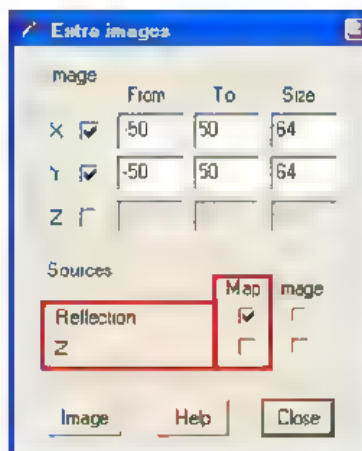 Extra images
mage
From To Size
X -50 50 64
Y -50 50 64
Z
Sources
Map mage
Reflection
Z
Image Help Close